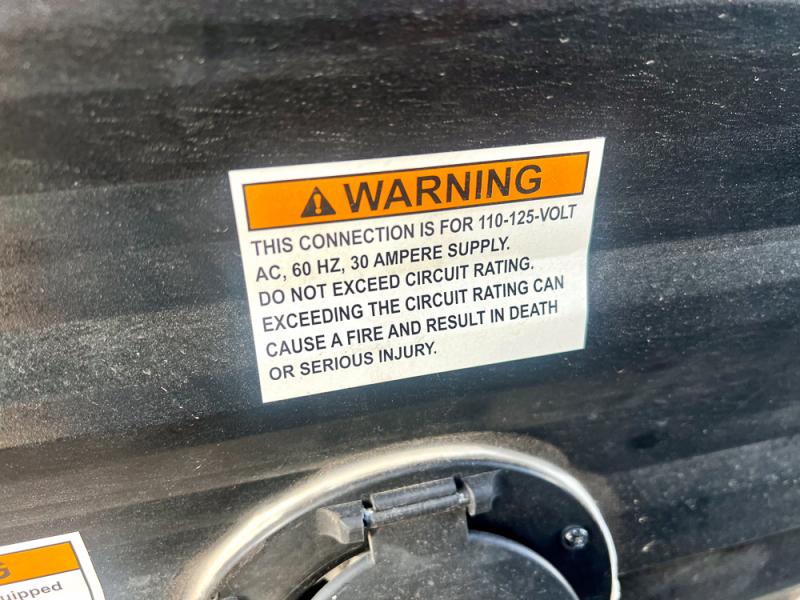 WARNING
THIS CONNECTION IS FOR 110-125-VOLT
AC, 60 HZ, 30 AMPERE SUPPLY.
DO NOT EXCEED CIRCUIT RATING.
EXCEEDING THE CIRCUIT RATING CAN
CAUSE A FIRE AND RESULT IN DEATH
OR SERIOUS INJURY.
G
quipped